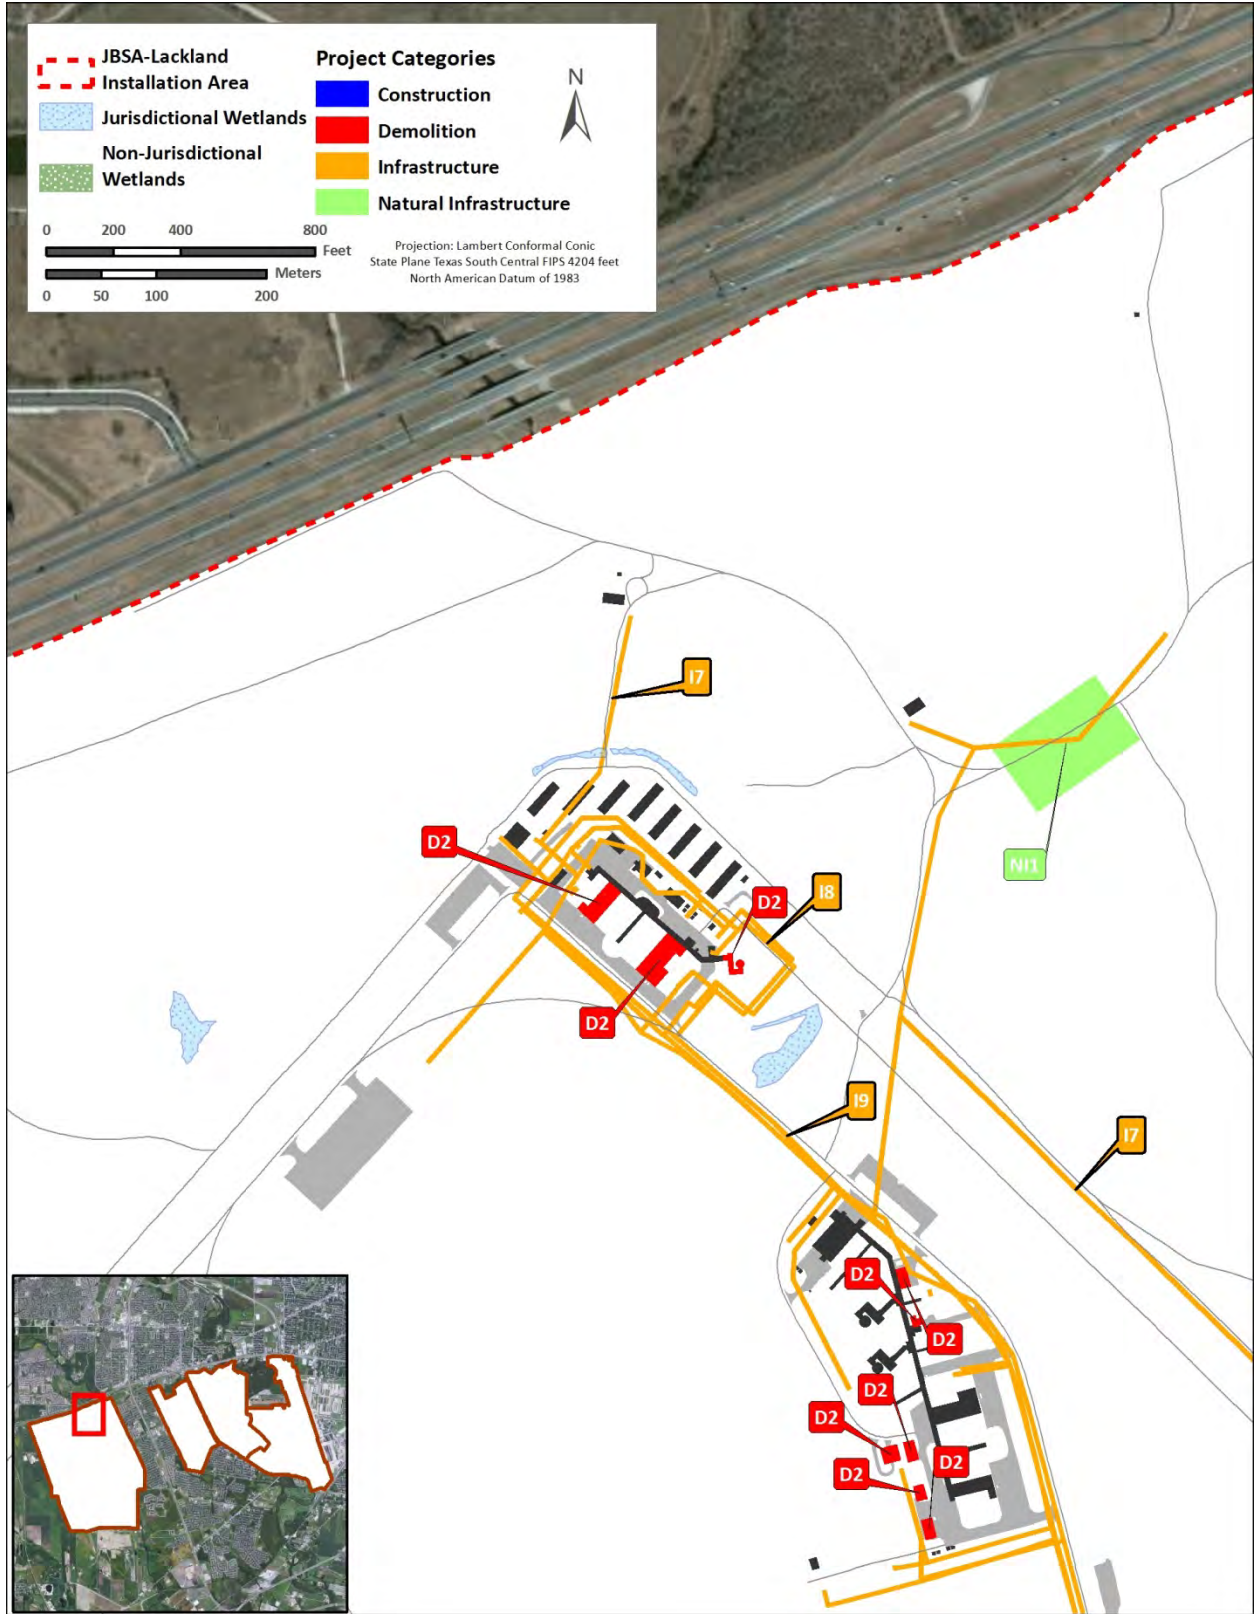 JBSA-Lackland
Installation Area
Jurisdictional Wetlands
Non-Jurisdictional
Wetlands
Project Categories
Construction
Demolition
Infrastructure
Natural Infrastructure
N
0 200 400 800
Feet
Meters
0 50 100 200
Projection: Lambert Conformal Conic
State Plane Texas South Central FIPS 4204 feet
North American Datum of 1983
I7
D2
NI1
I8
D2
D2
I9
I7
D2
D2
D2
D2
D2
D2